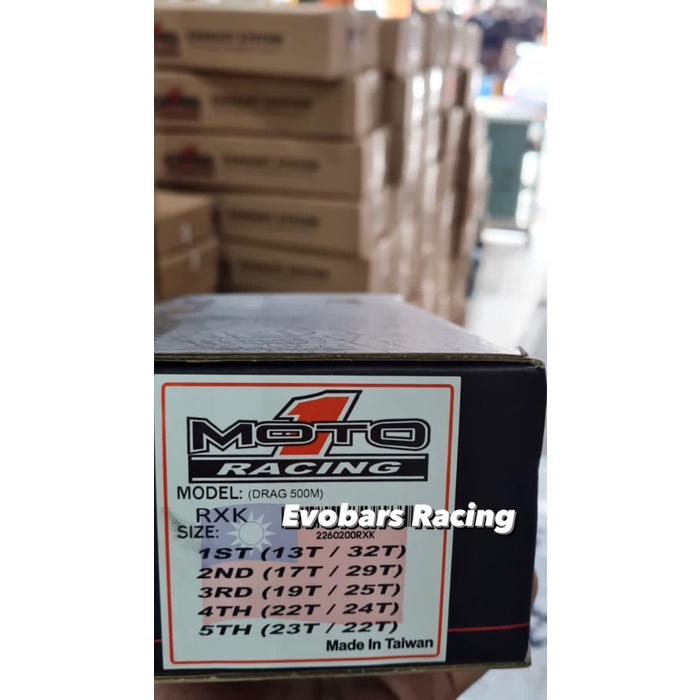 MOTO 1
RACING
MODEL: (DRAG 500M)
RXK
Evobars Racing
SIZE:
2260200RXK
1ST (13T / 32T)
2ND (17T / 29T)
3RD (19T / 25T)
4TH (22T / 24T)
5TH (23T / 22T)
Made In Taiwan